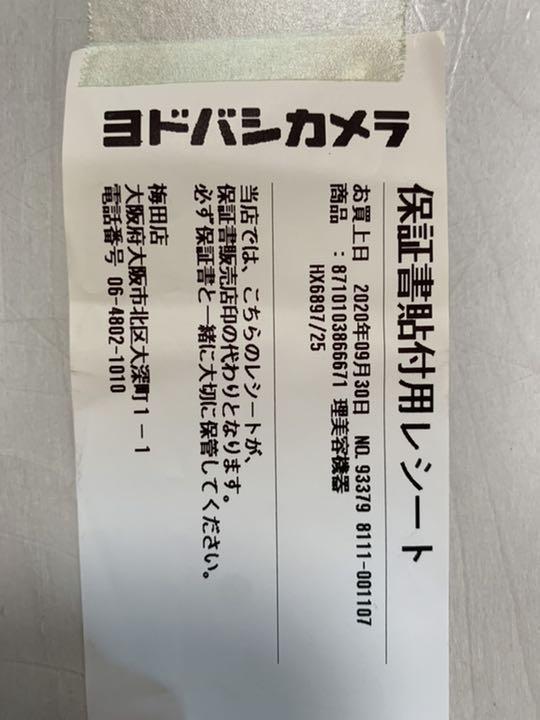 ヨドバシカメラ
保証書貼付用レシート
お買上日 2020年09月30日 NO.93379 8111-001107
商品 :8710103866671 理美容機器
HX6897/25
当店では、こちらのレシートが、
保証書販売店印の代わりとなります。
必ず保証書と一緒に大切に保管してください。
梅田店
大阪府大阪市北区大深町1-1
電話番号 06-4802-1010